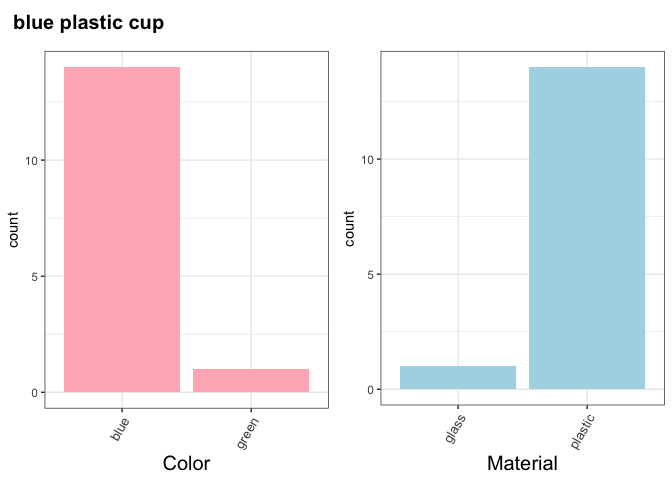 blue plastic cup
count
10
5
0
blue
green
Color
count
10
5
0
glass
plastic
Material